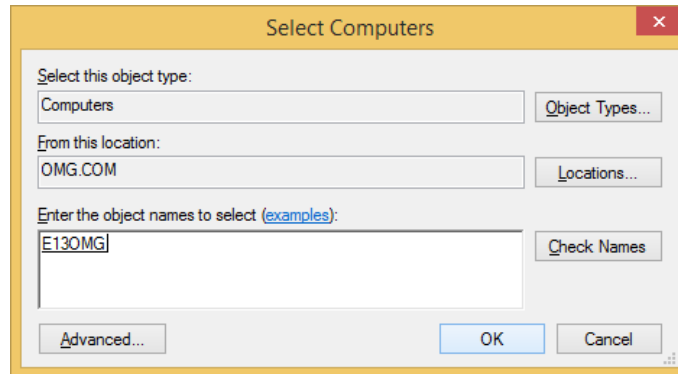 Select Computers
Select this object type:
Computers
Object Types...
From this location:
OMG.COM
Locations...
Enter the object names to select (examples):
E13OMG
Check Names
Advanced...
OK
Cancel